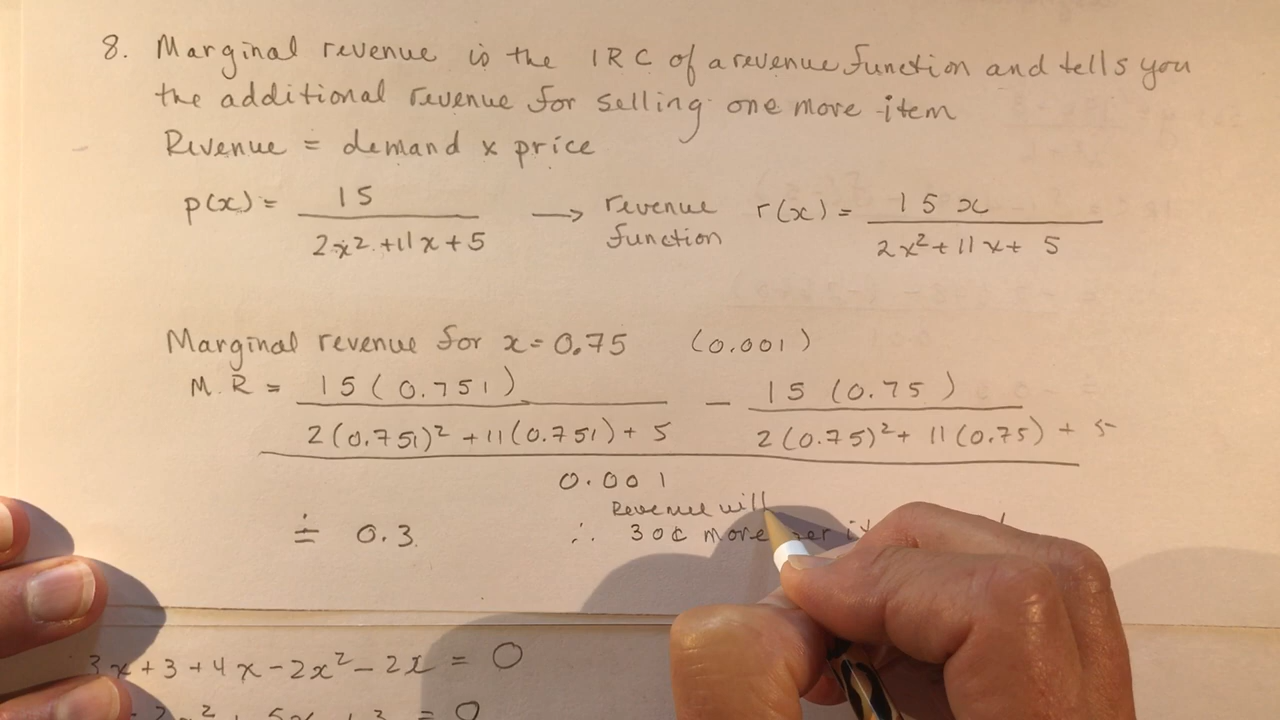 8. Marginal revenue is the IRC of a revenue function and tells you
the additional revenue for selling one more item
Revenue = demand x price
p(x) = 15 / 2x² + 11x + 5 → revenue function r(x) = 15x / 2x² + 11x + 5
Marginal revenue for x = 0.75 (0.001)
M.R = 15(0.751) / 2(0.751)² + 11(0.751) + 5 − 15(0.75) / 2(0.75)² + 11(0.75) + 5
0.001
Revenue will
≐ 0.3 ∴ 30¢ more
3x + 3 + 4x − 2x² − 2x = 0
2x² + 5x + 3 = 0